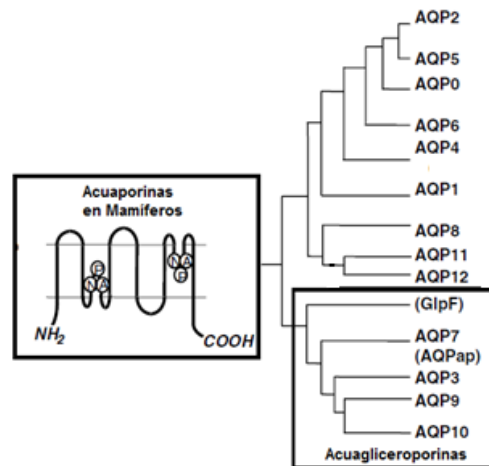 Acuaporinas
en Mamíferos
P
N A
N A
P
NH2
COOH
AQP2
AQP5
AQP0
AQP6
AQP4
AQP1
AQP8
AQP11
AQP12
(GlpF)
AQP7
(AQPap)
AQP3
AQP9
AQP10
Acuagliceroporinas